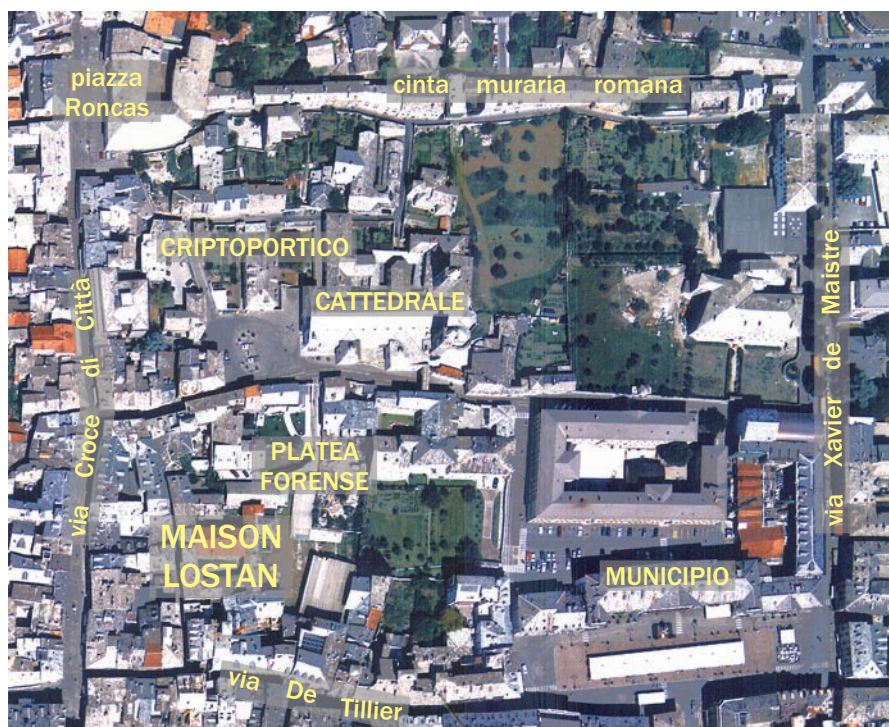 piazza
Roncas
cinta muraria romana
CRIPTOPORTICO
CATTEDRALE
via Croce di Città
via Xavier de Maistre
PLATEA
FORENSE
MAISON
LOSTAN
MUNICIPIO
via De Tillier